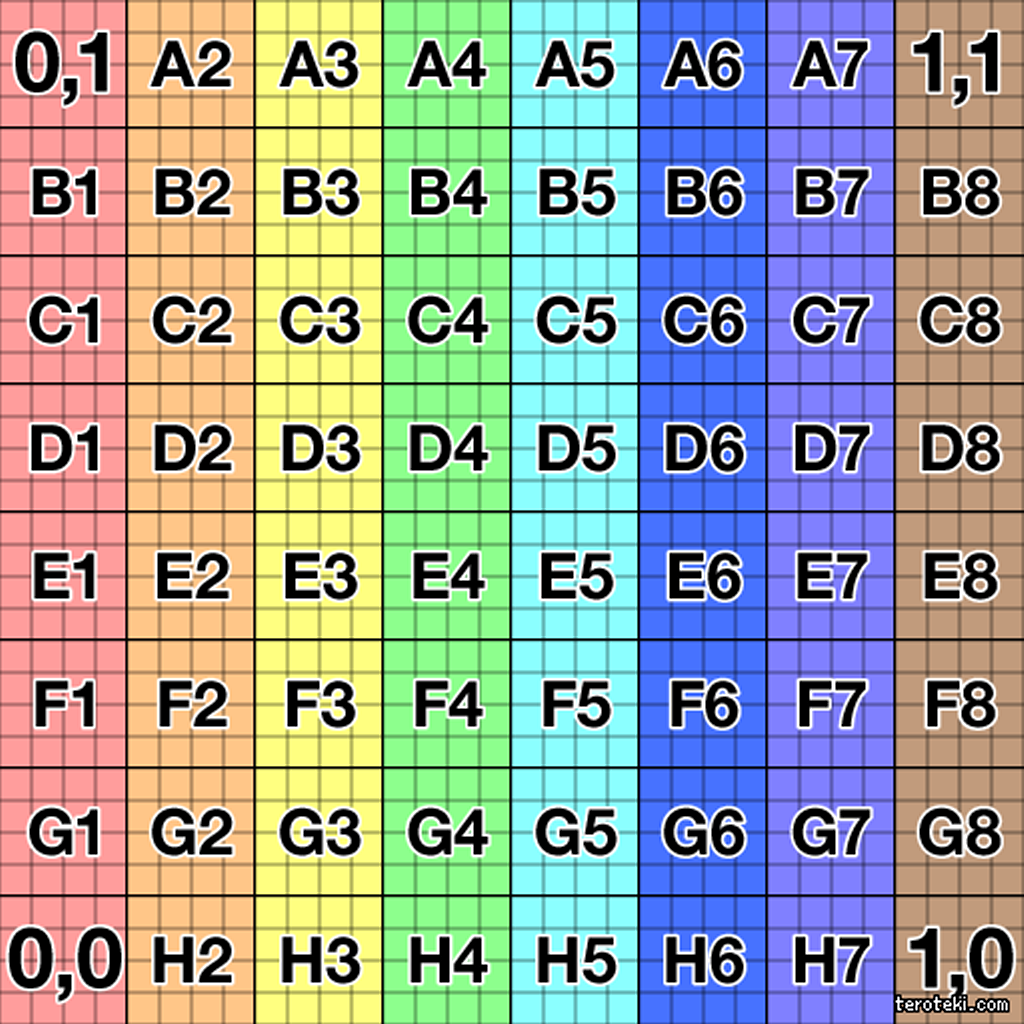 0,1 A2 A3 A4 A5 A6 A7 1,1
B1 B2 B3 B4 B5 B6 B7 B8
C1 C2 C3 C4 C5 C6 C7 C8
D1 D2 D3 D4 D5 D6 D7 D8
E1 E2 E3 E4 E5 E6 E7 E8
F1 F2 F3 F4 F5 F6 F7 F8
G1 G2 G3 G4 G5 G6 G7 G8
0,0 H2 H3 H4 H5 H6 H7 1,0
teroteki.com